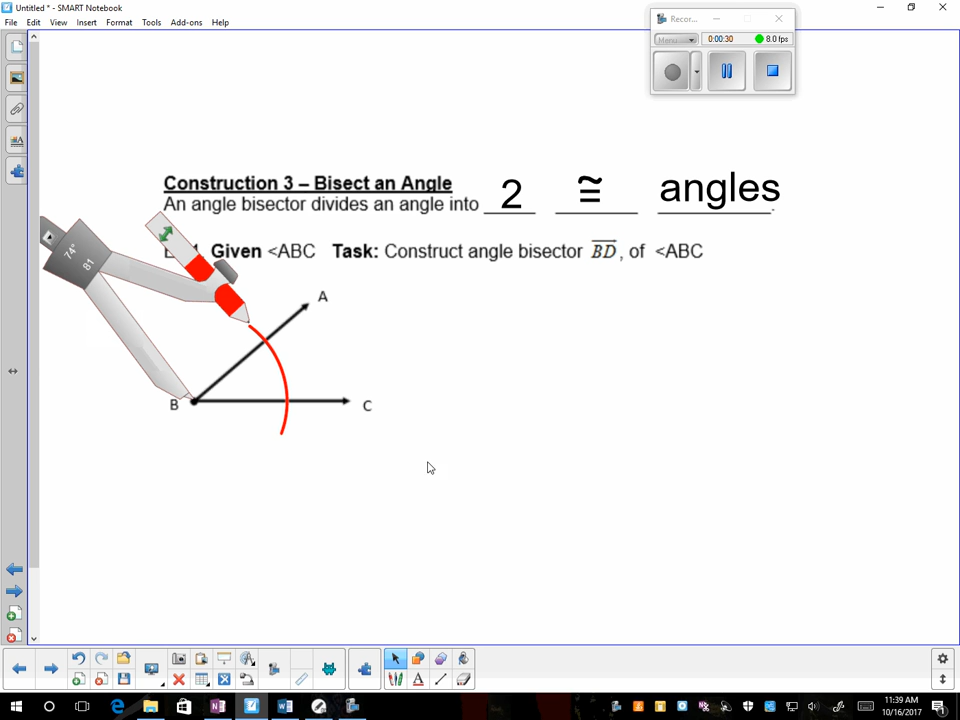 Untitled * - SMART Notebook
File Edit View Insert Format Tools Add-ons Help
Recor...
Menu 0:00:30 8.0 fps
Construction 3 – Bisect an Angle
An angle bisector divides an angle into 2 ≅ angles.
Given <ABC Task: Construct angle bisector BD, of <ABC
74°
81
A
B
C
11:39 AM
10/16/2017